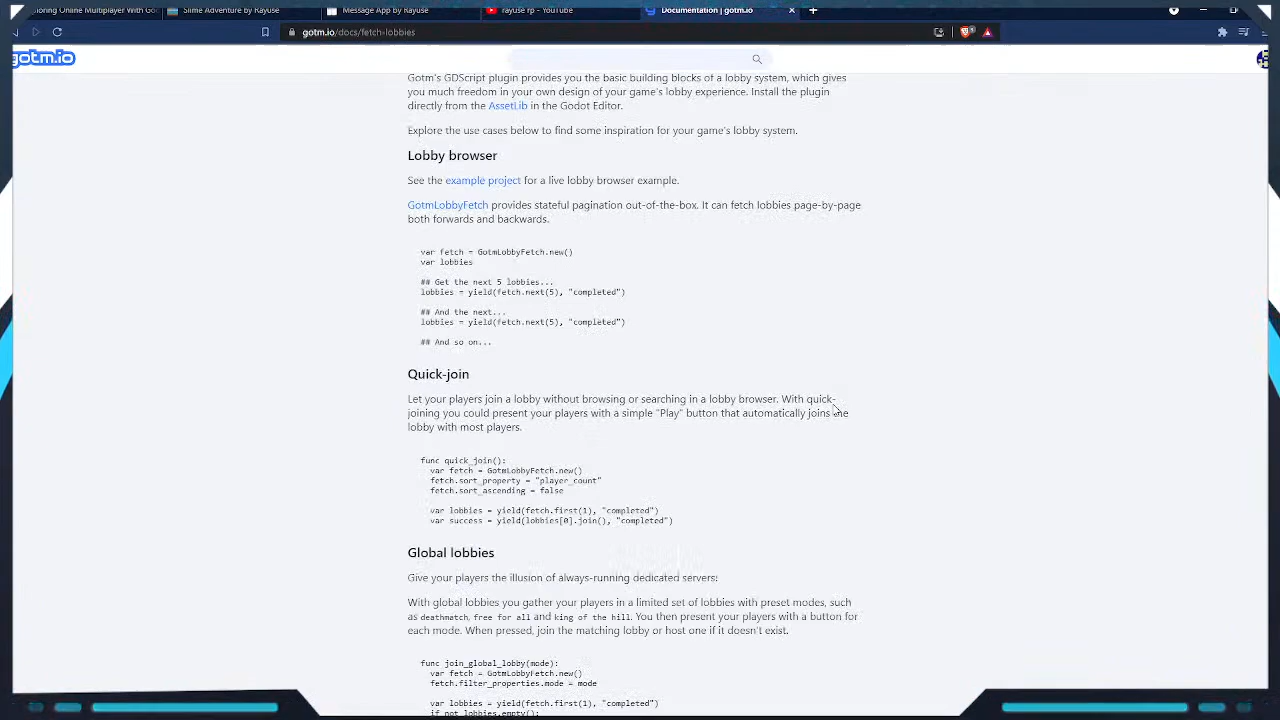 oring Online Multiplayer With Go
Slime Adventure by Rayuse
Message App by Rayuse
rayuse rp - YouTube
Documentation | gotm.io
gotm.io/docs/fetch-lobbies
gotm.io
Gotm's GDScript plugin provides you the basic building blocks of a lobby system, which gives
you much freedom in your own design of your game's lobby experience. Install the plugin
directly from the AssetLib in the Godot Editor.
Explore the use cases below to find some inspiration for your game's lobby system.
Lobby browser
See the example project for a live lobby browser example.
GotmLobbyFetch provides stateful pagination out-of-the-box. It can fetch lobbies page-by-page
both forwards and backwards.
var fetch = GotmLobbyFetch.new()
var lobbies
## Get the next 5 lobbies...
lobbies = yield(fetch.next(5), "completed")
## And the next...
lobbies = yield(fetch.next(5), "completed")
## And so on...
Quick-join
Let your players join a lobby without browsing or searching in a lobby browser. With quick-
joining you could present your players with a simple "Play" button that automatically joins the
lobby with most players.
func quick_join():
var fetch = GotmLobbyFetch.new()
fetch.sort_property = "player_count"
fetch.sort_ascending = false
var lobbies = yield(fetch.first(1), "completed")
var success = yield(lobbies[0].join(), "completed")
Global lobbies
Give your players the illusion of always-running dedicated servers!
With global lobbies you gather your players in a limited set of lobbies with preset modes, such
as deathmatch, free for all and king of the hill. You then present your players with a button for
each mode. When pressed, join the matching lobby or host one if it doesn't exist.
func join_global_lobby(mode):
var fetch = GotmLobbyFetch.new()
fetch.filter_properties.mode = mode
var lobbies = yield(fetch.first(1), "completed")
if not lobbies.empty():